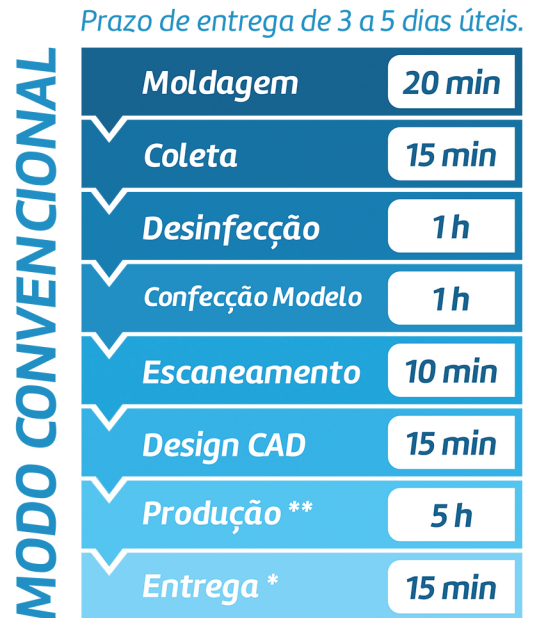 Prazo de entrega de 3 a 5 dias úteis.
MODO CONVENCIONAL
Moldagem 20 min
Coleta 15 min
Desinfecção 1 h
Confecção Modelo 1 h
Escaneamento 10 min
Design CAD 15 min
Produção ** 5 h
Entrega * 15 min